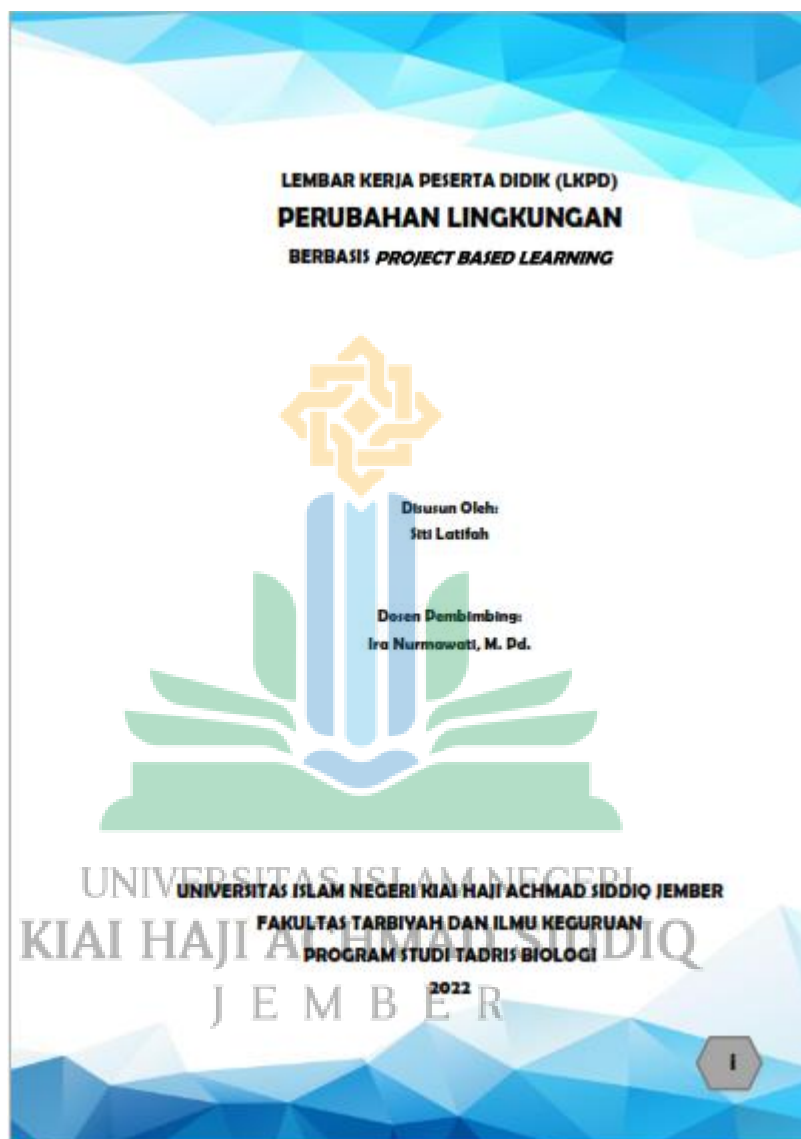 LEMBAR KERJA PESERTA DIDIK (LKPD)
PERUBAHAN LINGKUNGAN
BERBASIS PROJECT BASED LEARNING
Disusun Oleh:
Siti Latifah
Dosen Pembimbing:
Ira Nurmawati, M. Pd.
UNIVERSITAS ISLAM NEGERI
UNIVERSITAS ISLAM NEGERI KIAI HAJI ACHMAD SIDDIQ JEMBER
FAKULTAS TARBIYAH DAN ILMU KEGURUAN
KIAI HAJI ACHMAD SIDDIQ
PROGRAM STUDI TADRIS BIOLOGI
2022
JEMBER
i